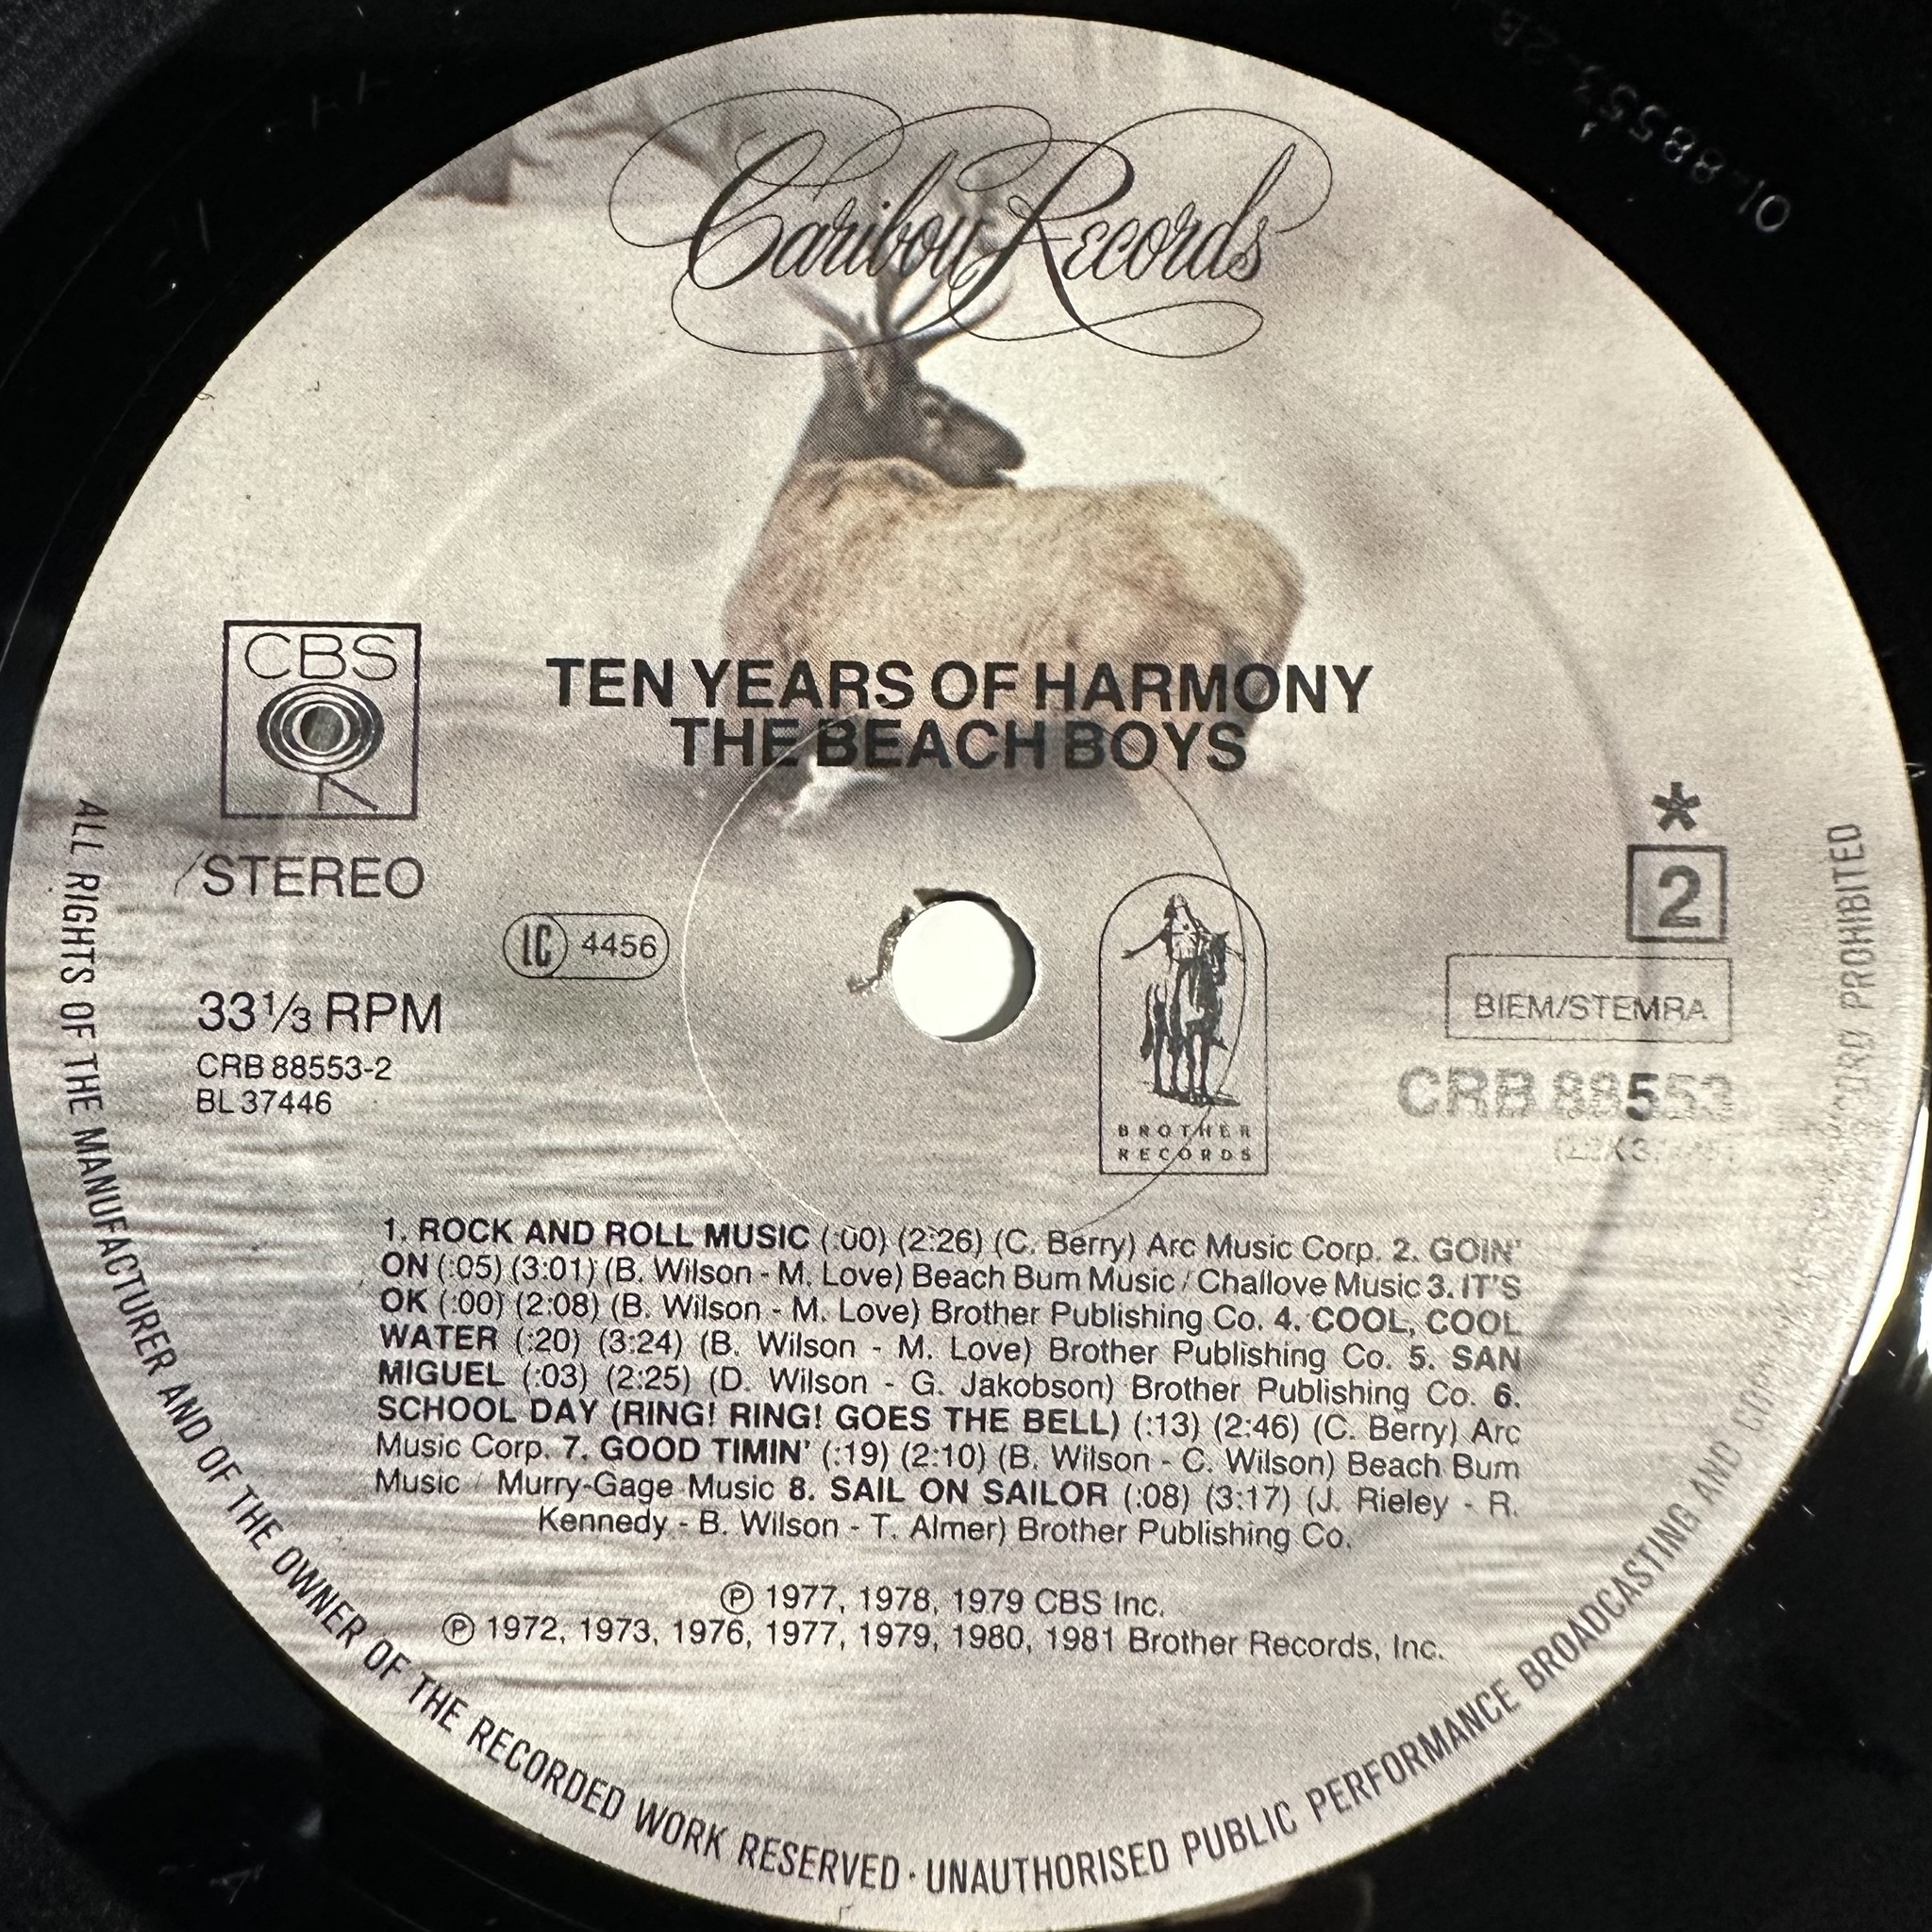 Caribou Records
CBS
TEN YEARS OF HARMONY
THE BEACH BOYS
STEREO
LC 4456
33⅓ RPM
CRB 88553-2
BL 37446
*
2
BIEM/STEMRA
CRB 88553
BROTHER
RECORDS
1. ROCK AND ROLL MUSIC (:00) (2:26) (C. Berry) Arc Music Corp. 2. GOIN'
ON (:05) (3:01) (B. Wilson - M. Love) Beach Bum Music / Challove Music 3. IT'S
OK (:00) (2:08) (B. Wilson - M. Love) Brother Publishing Co. 4. COOL, COOL
WATER (:20) (3:24) (B. Wilson - M. Love) Brother Publishing Co. 5. SAN
MIGUEL (:03) (2:25) (D. Wilson - G. Jakobson) Brother Publishing Co. 6.
SCHOOL DAY (RING! RING! GOES THE BELL) (:13) (2:46) (C. Berry) Arc
Music Corp. 7. GOOD TIMIN' (:19) (2:10) (B. Wilson - C. Wilson) Beach Bum
Music / Murry-Gage Music 8. SAIL ON SAILOR (:08) (3:17) (J. Rieley - R.
Kennedy - B. Wilson - T. Almer) Brother Publishing Co.
Ⓟ 1977, 1978, 1979 CBS Inc.
Ⓟ 1972, 1973, 1976, 1977, 1979, 1980, 1981 Brother Records, Inc.
ALL RIGHTS OF THE MANUFACTURER AND OF THE OWNER OF THE RECORDED WORK RESERVED · UNAUTHORISED PUBLIC PERFORMANCE BROADCASTING AND PROHIBITED
01-88553-2B